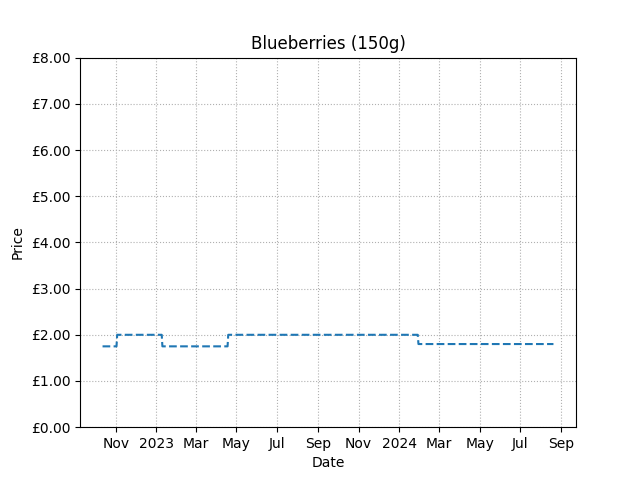 Blueberries (150g)
£8.00
£7.00
£6.00
£5.00
£4.00
£3.00
£2.00
£1.00
£0.00
Price
Nov 2023 Mar May Jul Sep Nov 2024 Mar May Jul Sep
Date